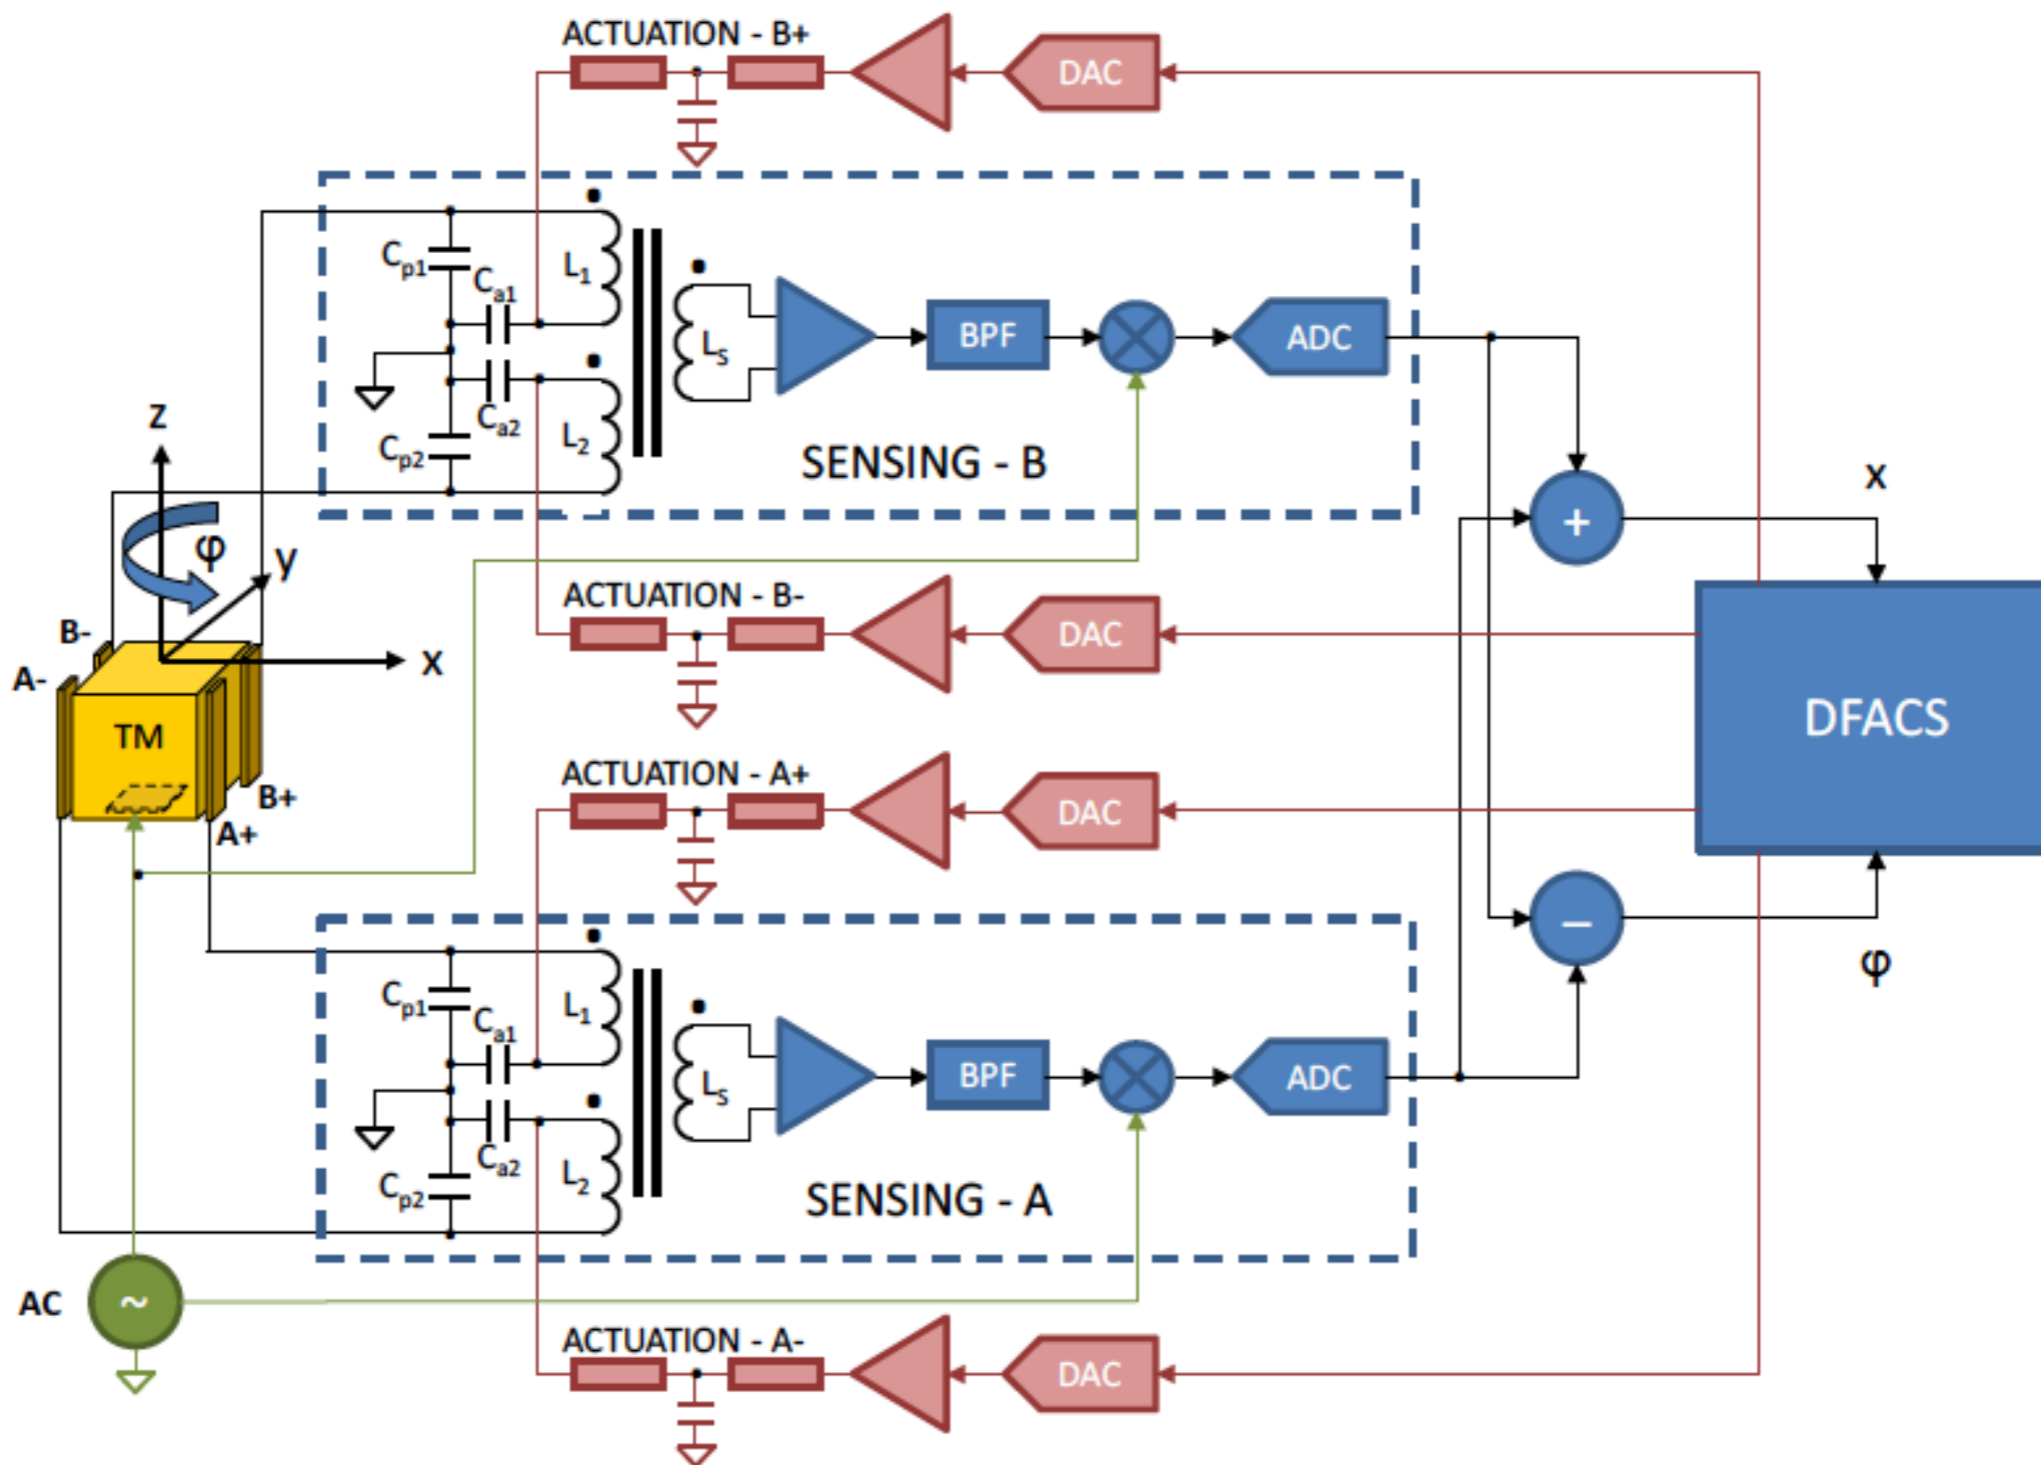 ACTUATION - B+
DAC
Cp1
Ca1
L1
Ls
BPF
ADC
Ca2
Cp2
L2
SENSING - B
z
φ
y
x
B-
A-
TM
B+
A+
ACTUATION - B-
DAC
x
DFACS
ACTUATION - A+
DAC
+
−
φ
Cp1
Ca1
L1
Ls
BPF
ADC
Ca2
Cp2
L2
SENSING - A
AC
~
ACTUATION - A-
DAC